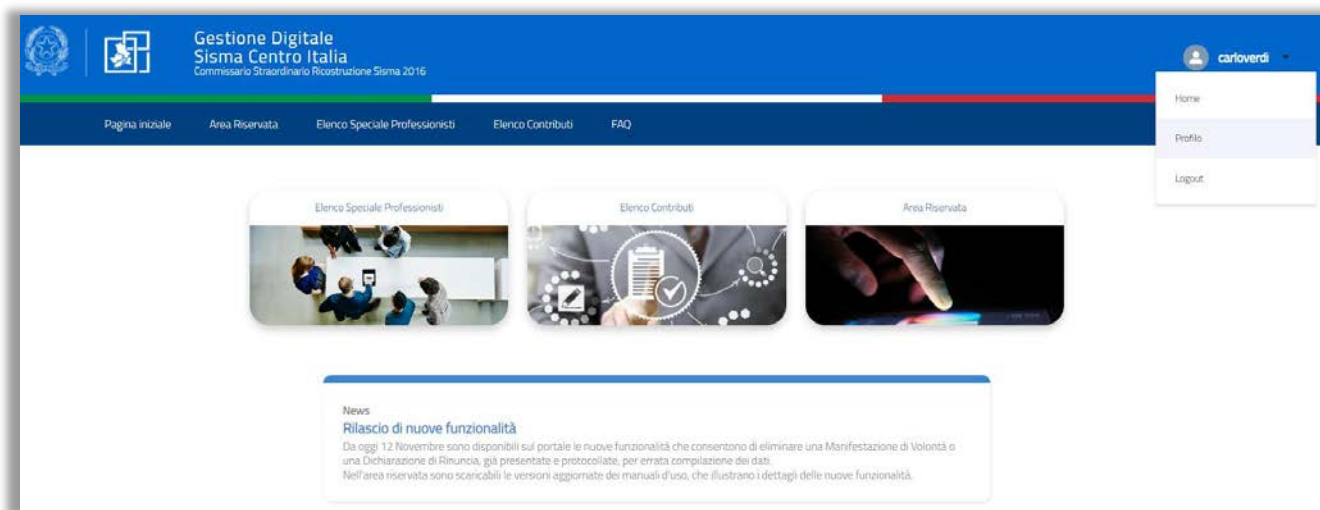 Gestione Digitale
Sisma Centro Italia
Commissario Straordinario Ricostruzione Sisma 2016
carloverdi
Home
Profilo
Logout
Pagina iniziale Area Riservata Elenco Speciale Professionisti Elenco Contributi FAQ
Elenco Speciale Professionisti Elenco Contributi Area Riservata
News
Rilascio di nuove funzionalità
Da oggi 12 Novembre sono disponibili sul portale le nuove funzionalità che consentono di eliminare una Manifestazione di Volontà o
una Dichiarazione di Rinuncia, già presentate e protocollate, per errata compilazione dei dati.
Nell'area riservata sono scaricabili le versioni aggiornate dei manuali d'uso, che illustrano i dettagli delle nuove funzionalità.